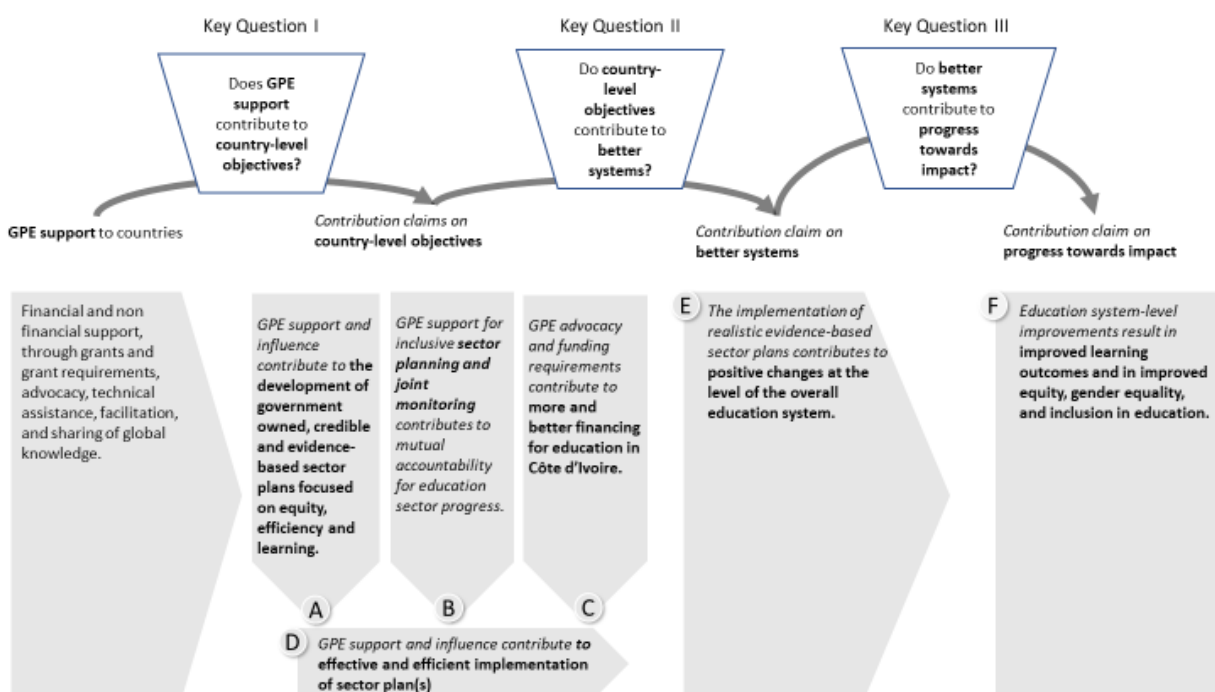 Key Question I
Does GPE
support
contribute to
country-level
objectives?
Key Question II
Do country-
level
objectives
contribute to
better
systems?
Key Question III
Do better
systems
contribute to
progress
towards
impact?
GPE support to countries
Contribution claims on
country-level objectives
Contribution claim on
better systems
Contribution claim on
progress towards impact
Financial and non
financial support,
through grants and
grant requirements,
advocacy, technical
assistance, facilitation,
and sharing of global
knowledge.
GPE support and
influence
contribute to the
development of
government
owned, credible
and evidence-
based sector
plans focused
on equity,
efficiency and
learning.
A
GPE support for
inclusive sector
planning and
joint
monitoring
contributes to
mutual
accountability
for education
sector progress.
B
GPE advocacy
and funding
requirements
contribute to
more and
better financing
for education in
Côte d'Ivoire.
C
D
GPE support and influence contribute to
effective and efficient implementation
of sector plan(s)
E
The implementation of
realistic evidence-based
sector plans contributes to
positive changes at the
level of the overall
education system.
F
Education system-level
improvements result in
improved learning
outcomes and in improved
equity, gender equality,
and inclusion in education.